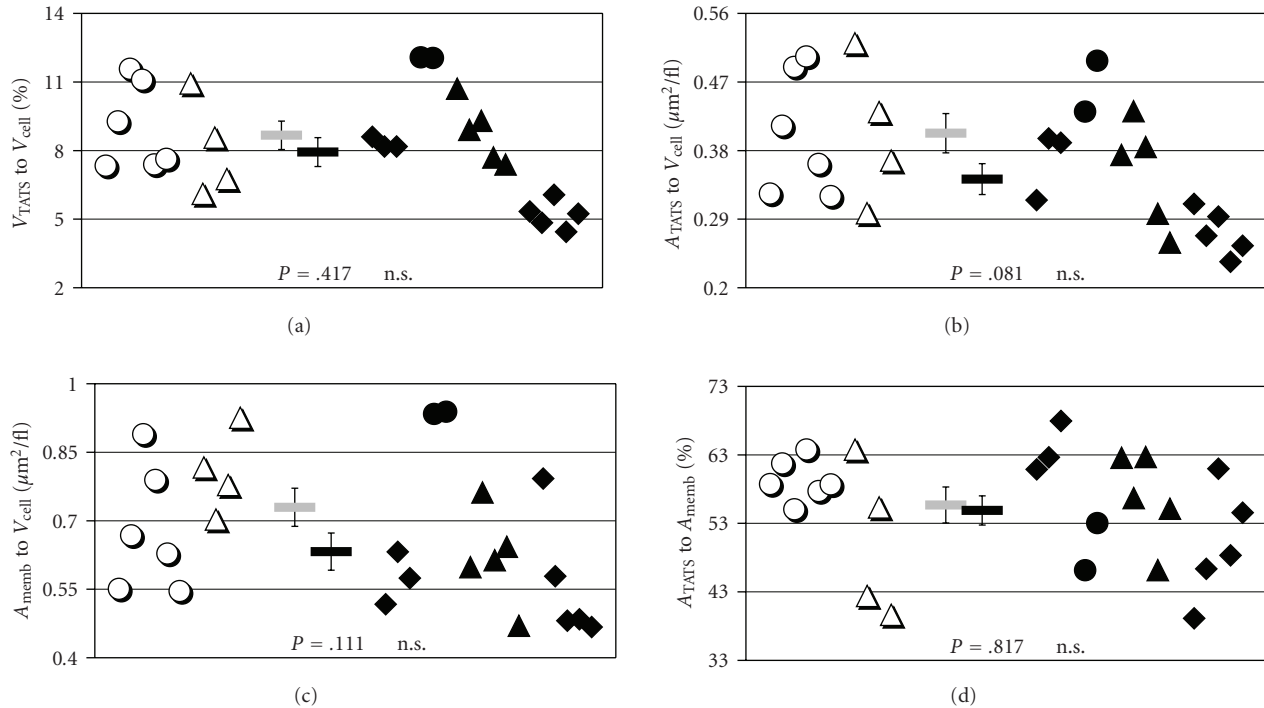 14
11
8
5
2
V_TATS to V_cell (%)
P = .417 n.s.
(a)
0.56
0.47
0.38
0.29
0.2
A_TATS to V_cell (μm²/fl)
P = .081 n.s.
(b)
1
0.85
0.7
0.55
0.4
A_memb to V_cell (μm²/fl)
P = .111 n.s.
(c)
73
63
53
43
33
A_TATS to A_memb (%)
P = .817 n.s.
(d)